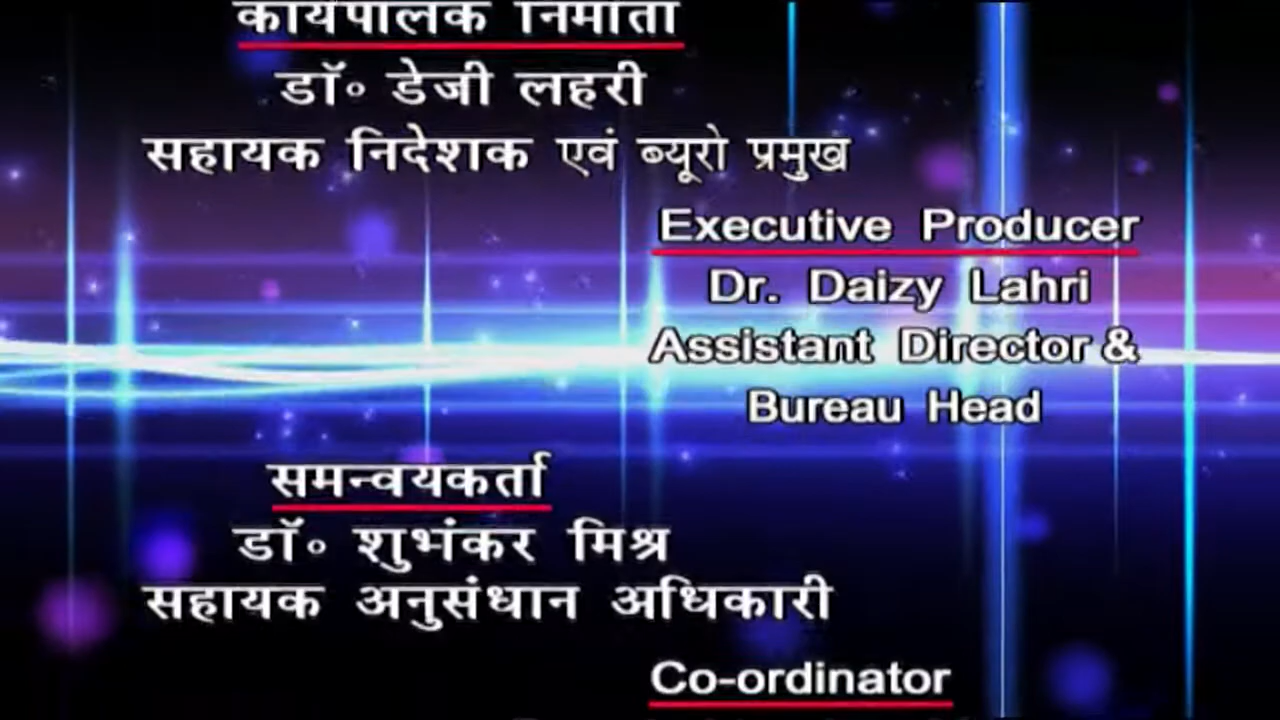 कार्यपालक निर्माता
डॉ॰ डेजी लहरी
सहायक निदेशक एवं ब्यूरो प्रमुख
Executive Producer
Dr. Daizy Lahri
Assistant Director &
Bureau Head
समन्वयकर्ता
डॉ॰ शुभंकर मिश्र
सहायक अनुसंधान अधिकारी
Co-ordinator